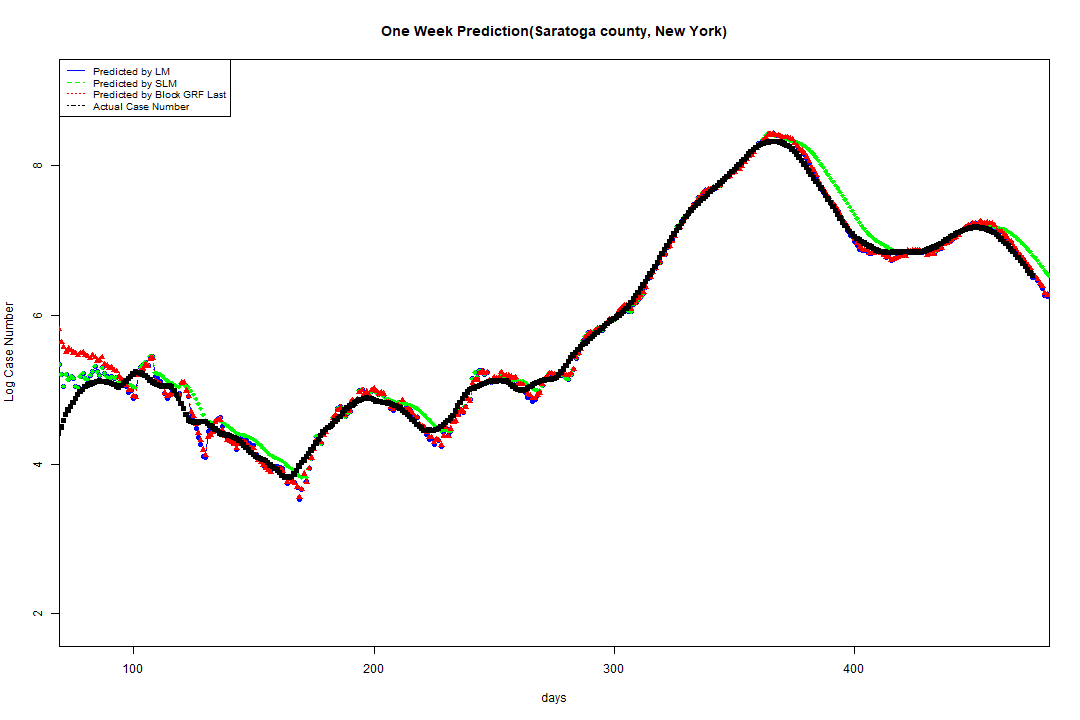 One Week Prediction(Saratoga county, New York)
Predicted by LM
Predicted by SLM
Predicted by Block GRF Last
Actual Case Number
Log Case Number
8
6
4
2
100 200 300 400
days